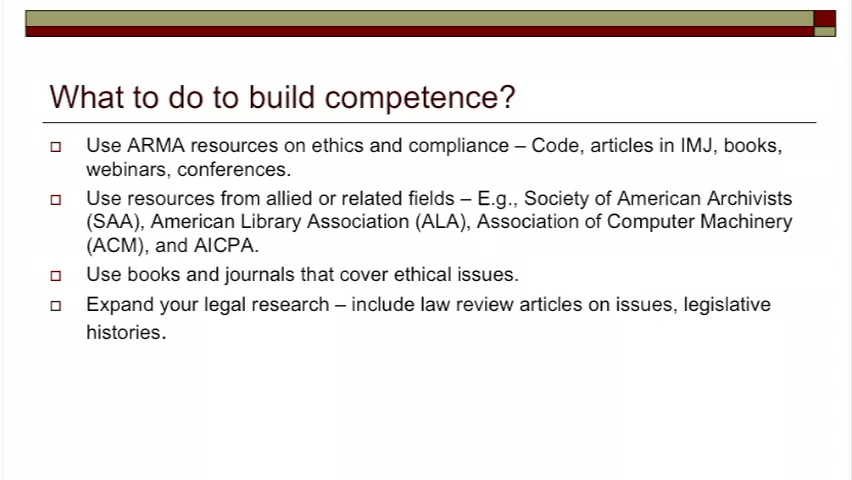 What to do to build competence?
Use ARMA resources on ethics and compliance – Code, articles in IMJ, books,
webinars, conferences.
Use resources from allied or related fields – E.g., Society of American Archivists
(SAA), American Library Association (ALA), Association of Computer Machinery
(ACM), and AICPA.
Use books and journals that cover ethical issues.
Expand your legal research – include law review articles on issues, legislative
histories.